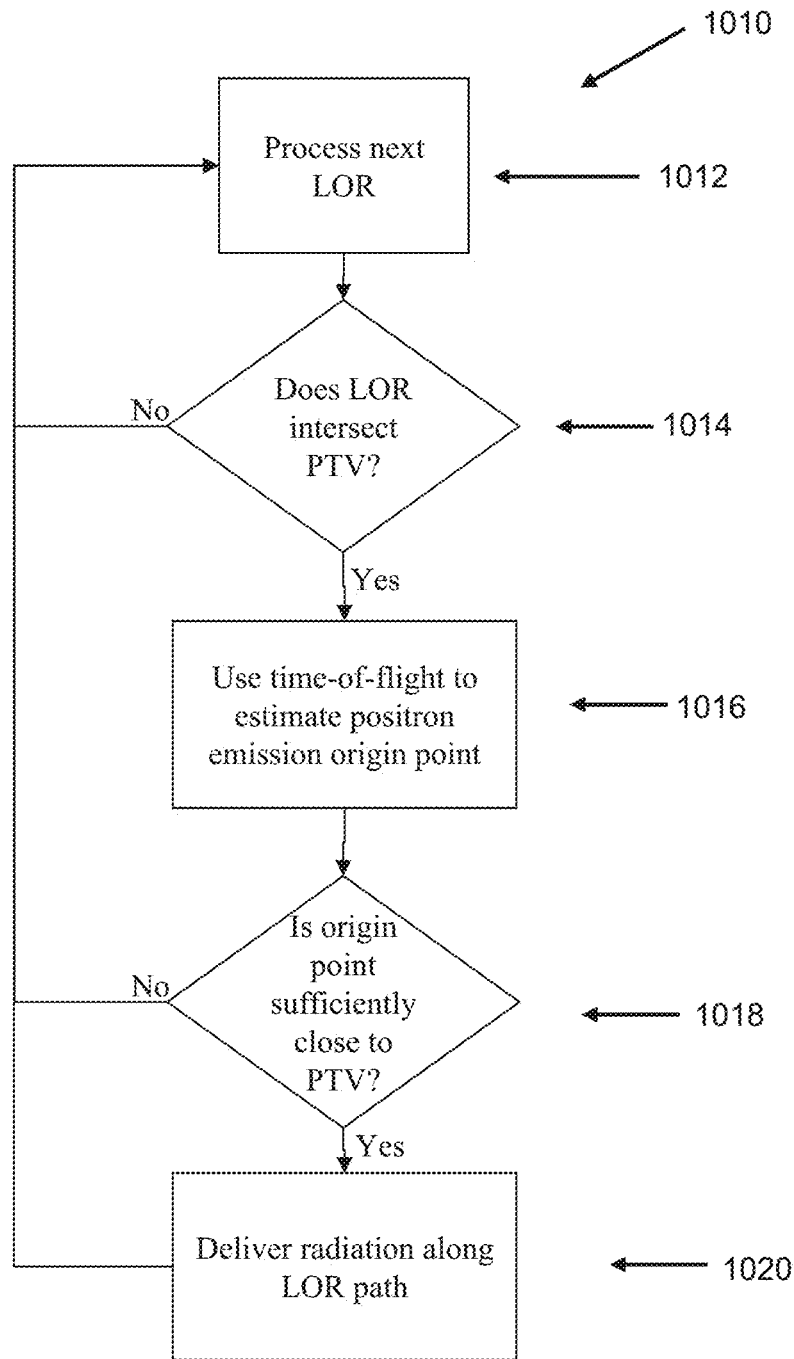 1010
Process next
LOR
1012
Does LOR
intersect
PTV?
1014
No
Yes
Use time-of-flight to
estimate positron
emission origin point
1016
Is origin
point
sufficiently
close to
PTV?
1018
No
Yes
Deliver radiation along
LOR path
1020